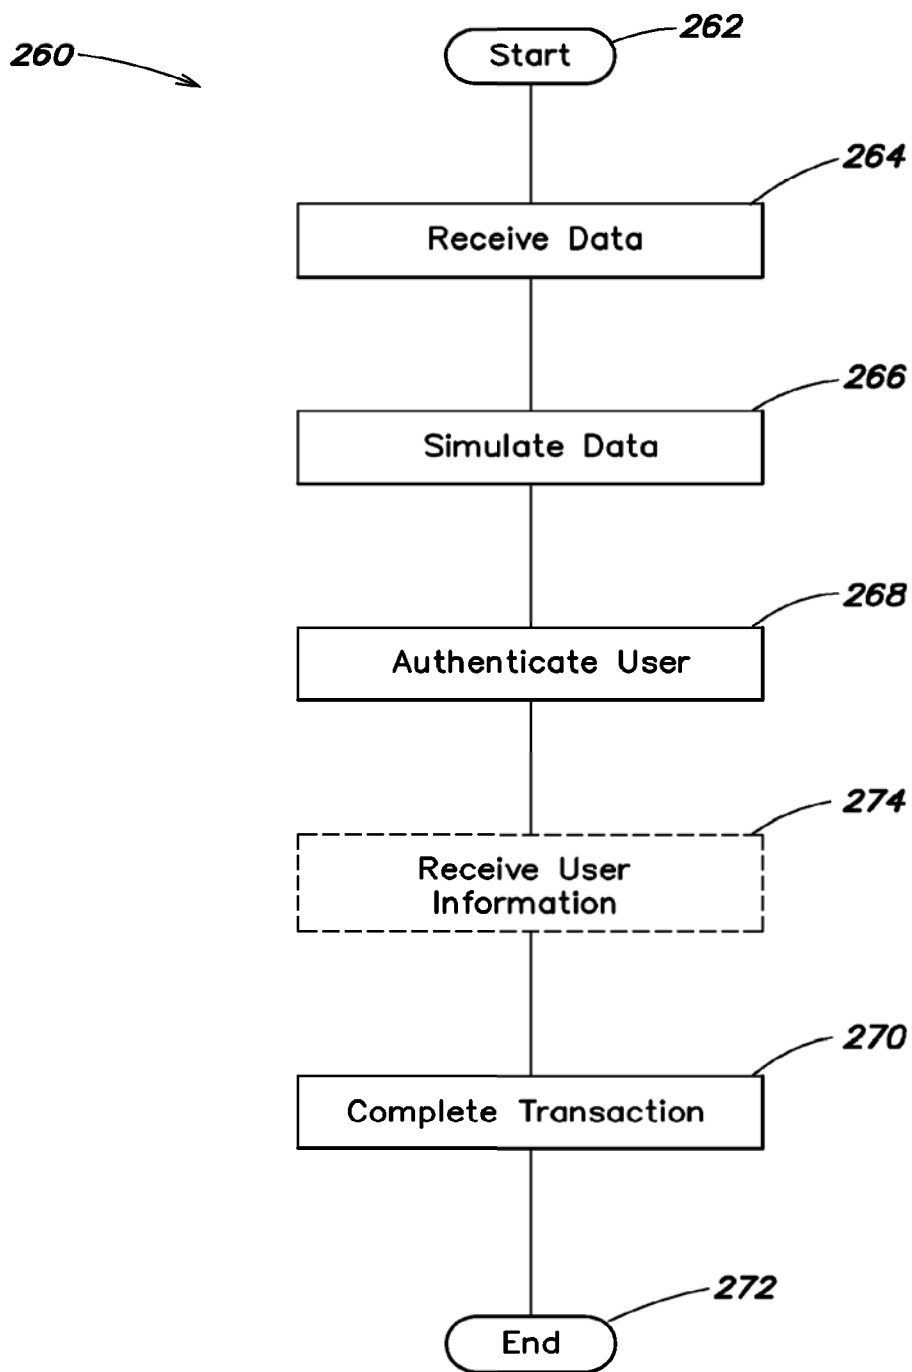 262
260
Start
264
Receive Data
266
Simulate Data
268
Authenticate User
274
Receive User
Information
270
Complete Transaction
272
End